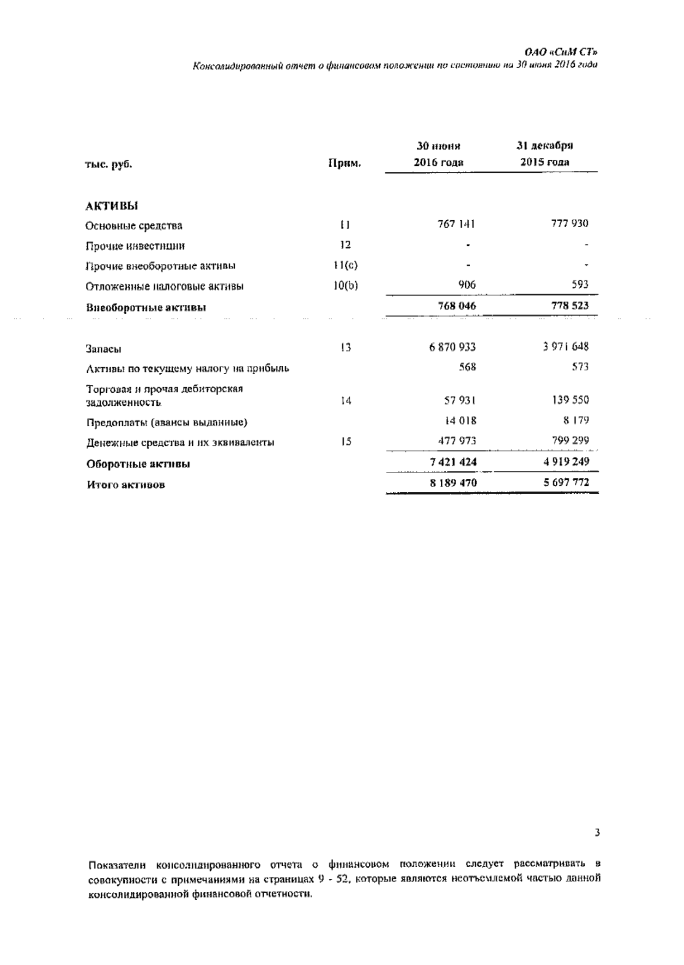 ОАО «СиМ СТ»
Консолидированный отчет о финансовом положении по состоянию на 30 июня 2016 года
30 июня 31 декабря
тыс. руб. Прим. 2016 года 2015 года
АКТИВЫ
Основные средства 11 767 141 777 930
Прочие инвестиции 12 - -
Прочие внеоборотные активы 11(c) - -
Отложенные налоговые активы 10(b) 906 593
Внеоборотные активы 768 046 778 523
Запасы 13 6 870 933 3 971 648
Активы по текущему налогу на прибыль 568 573
Торговая и прочая дебиторская
задолженность 14 57 931 139 550
Предоплаты (авансы выданные) 14 018 8 179
Денежные средства и их эквиваленты 15 477 973 799 299
Оборотные активы 7 421 424 4 919 249
Итого активов 8 189 470 5 697 772
3
Показатели консолидированного отчета о финансовом положении следует рассматривать в
совокупности с примечаниями на страницах 9 - 52, которые являются неотъемлемой частью данной
консолидированной финансовой отчетности.